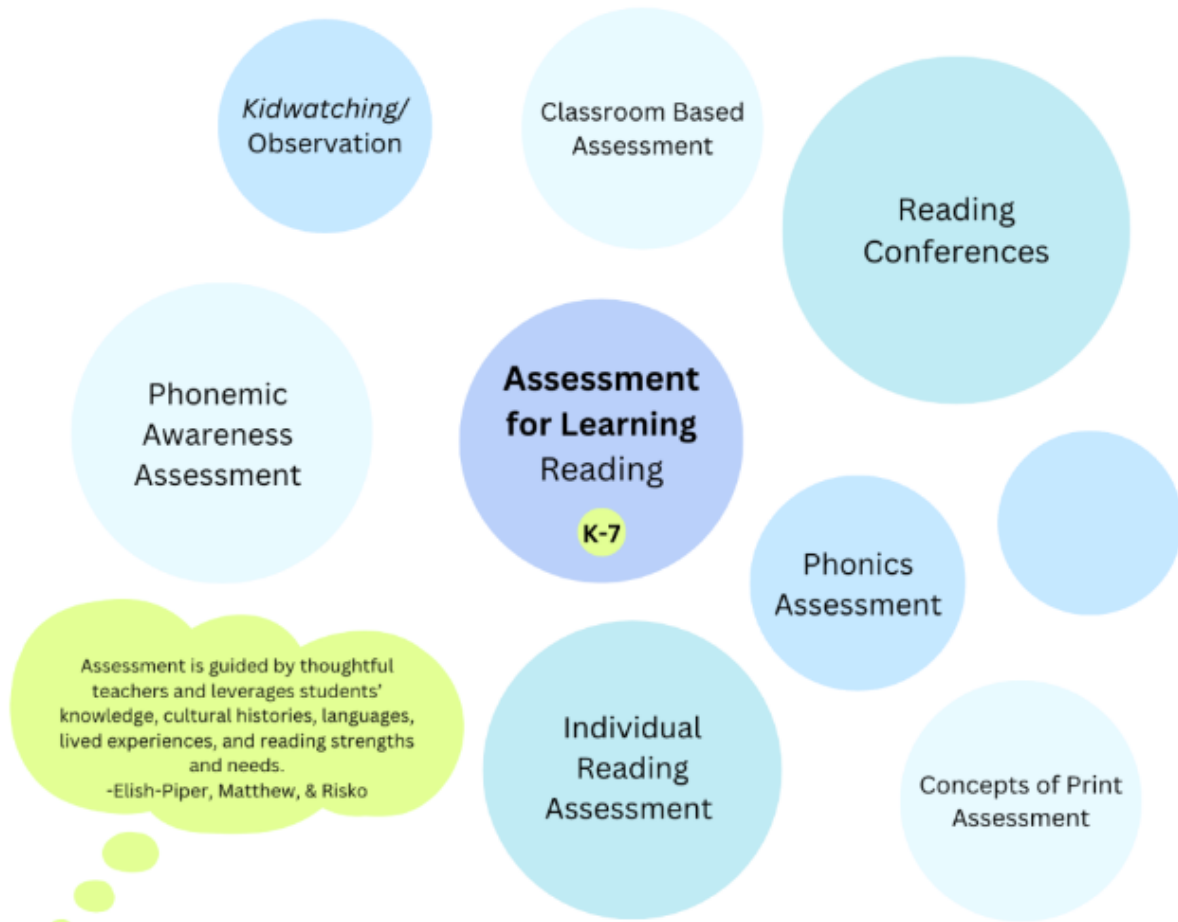 Kidwatching/
Observation
Classroom Based
Assessment
Reading
Conferences
Phonemic
Awareness
Assessment
Assessment
for Learning
Reading
K-7
Phonics
Assessment
Assessment is guided by thoughtful
teachers and leverages students’
knowledge, cultural histories, languages,
lived experiences, and reading strengths
and needs.
-Elish-Piper, Matthew, & Risko
Individual
Reading
Assessment
Concepts of Print
Assessment